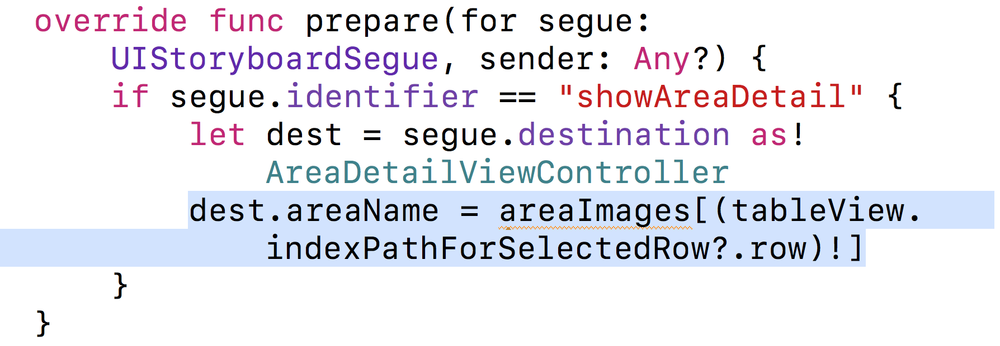 override func prepare(for segue:
UIStoryboardSegue, sender: Any?) {
if segue.identifier == "showAreaDetail" {
let dest = segue.destination as!
AreaDetailViewController
dest.areaName = areaImages[(tableView.
indexPathForSelectedRow?.row)!]
}
}